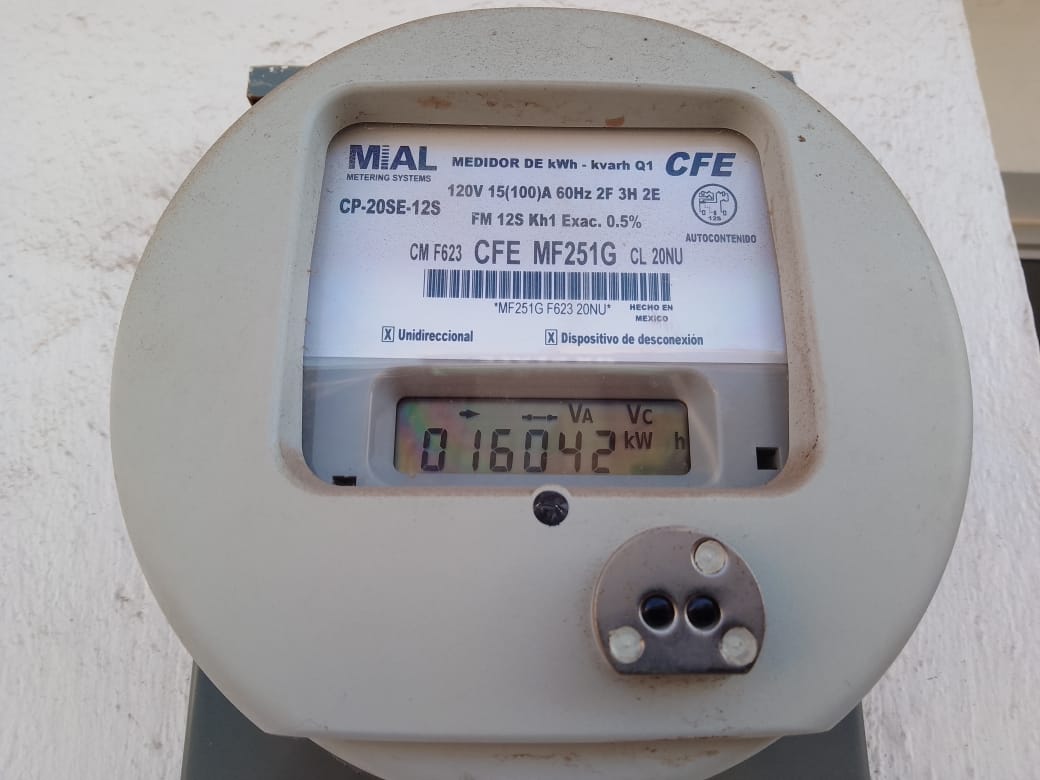 MIAL MEDIDOR DE kWh - kvarh Q1 CFE
METERING SYSTEMS
120V 15(100)A 60Hz 2F 3H 2E
CP-20SE-12S
FM 12S Kh1 Exac. 0.5%
12S
AUTOCONTENIDO
CM F623 CFE MF251G CL 20NU
*MF251G F623 20NU*
HECHO EN
MEXICO
X Unidireccional X Dispositivo de desconexión
VA VC
016042 kW h